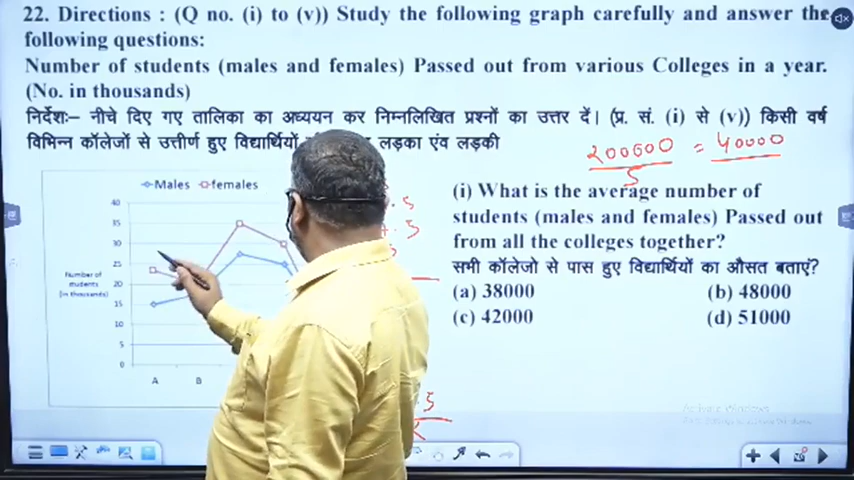 22. Directions : (Q no. (i) to (v)) Study the following graph carefully and answer the
following questions:
Number of students (males and females) Passed out from various Colleges in a year.
(No. in thousands)
निर्देशः– नीचे दिए गए तालिका का अध्ययन कर निम्नलिखित प्रश्नों का उत्तर दें। (प्र. सं. (i) से (v)) किसी वर्ष
विभिन्न कॉलेजों से उत्तीर्ण हुए विद्यार्थियों लड़का एंव लड़की
200000 = 40000
5
Males females
40
35
30
25
20
15
10
5
0
Number of
students
(in thousands)
A B
(i) What is the average number of
students (males and females) Passed out
from all the colleges together?
सभी कॉलेजो से पास हुए विद्यार्थियों का औसत बताएं?
(a) 38000 (b) 48000
(c) 42000 (d) 51000
Activate Windows